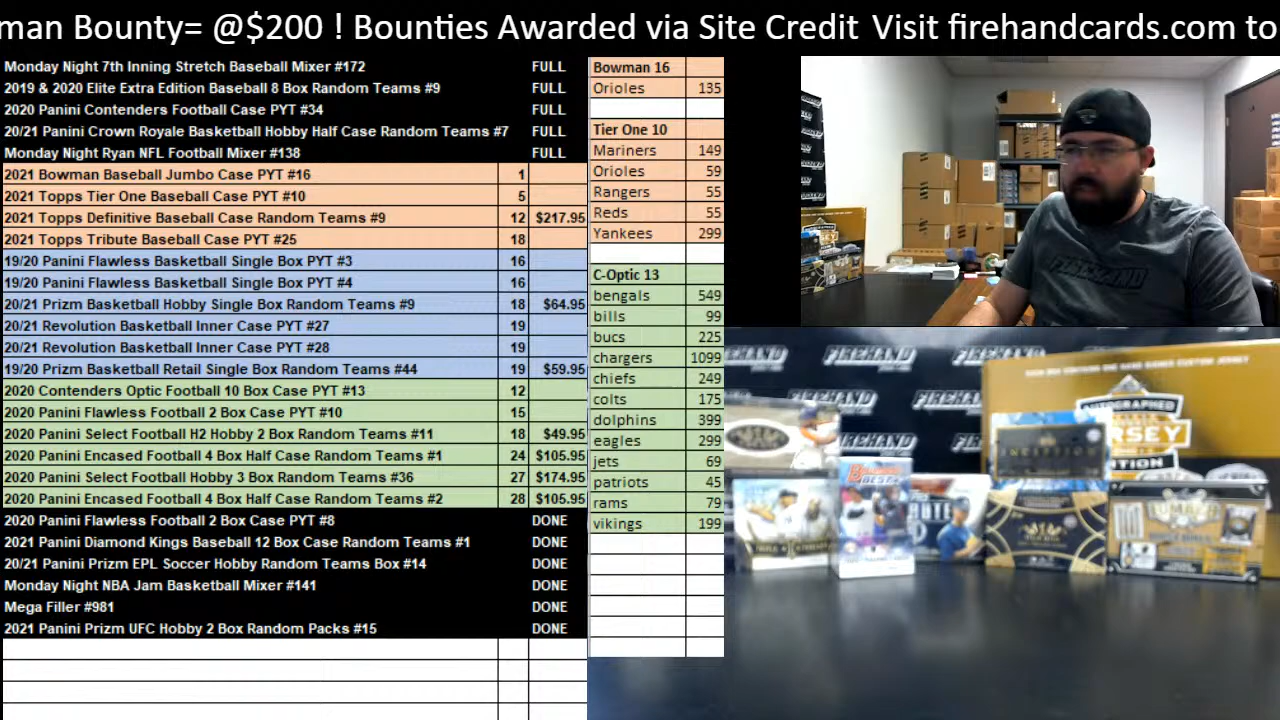 man Bounty= @$200 ! Bounties Awarded via Site Credit Visit firehandcards.com to
Monday Night 7th Inning Stretch Baseball Mixer #172 FULL
2019 & 2020 Elite Extra Edition Baseball 8 Box Random Teams #9 FULL
2020 Panini Contenders Football Case PYT #34 FULL
20/21 Panini Crown Royale Basketball Hobby Half Case Random Teams #7 FULL
Monday Night Ryan NFL Football Mixer #138 FULL
2021 Bowman Baseball Jumbo Case PYT #16 1
2021 Topps Tier One Baseball Case PYT #10 5
2021 Topps Definitive Baseball Case Random Teams #9 12 $217.95
2021 Topps Tribute Baseball Case PYT #25 18
19/20 Panini Flawless Basketball Single Box PYT #3 16
19/20 Panini Flawless Basketball Single Box PYT #4 16
20/21 Prizm Basketball Hobby Single Box Random Teams #9 18 $64.95
20/21 Revolution Basketball Inner Case PYT #27 19
20/21 Revolution Basketball Inner Case PYT #28 19
19/20 Prizm Basketball Retail Single Box Random Teams #44 19 $59.95
2020 Contenders Optic Football 10 Box Case PYT #13 12
2020 Panini Flawless Football 2 Box Case PYT #10 15
2020 Panini Select Football H2 Hobby 2 Box Random Teams #11 18 $49.95
2020 Panini Encased Football 4 Box Half Case Random Teams #1 24 $105.95
2020 Panini Select Football Hobby 3 Box Random Teams #36 27 $174.95
2020 Panini Encased Football 4 Box Half Case Random Teams #2 28 $105.95
2020 Panini Flawless Football 2 Box Case PYT #8 DONE
2021 Panini Diamond Kings Baseball 12 Box Case Random Teams #1 DONE
20/21 Panini Prizm EPL Soccer Hobby Random Teams Box #14 DONE
Monday Night NBA Jam Basketball Mixer #141 DONE
Mega Filler #981 DONE
2021 Panini Prizm UFC Hobby 2 Box Random Packs #15 DONE
Bowman 16
Orioles 135
Tier One 10
Mariners 149
Orioles 59
Rangers 55
Reds 55
Yankees 299
C-Optic 13
bengals 549
bills 99
bucs 225
chargers 1099
chiefs 249
colts 175
dolphins 399
eagles 299
jets 69
patriots 45
rams 79
vikings 199
FIREHAND
FIREHAND
FIREHAND
FIREHAND
AUTOGRAPHED
JERSEY
EDITION
INCEPTION
BEST